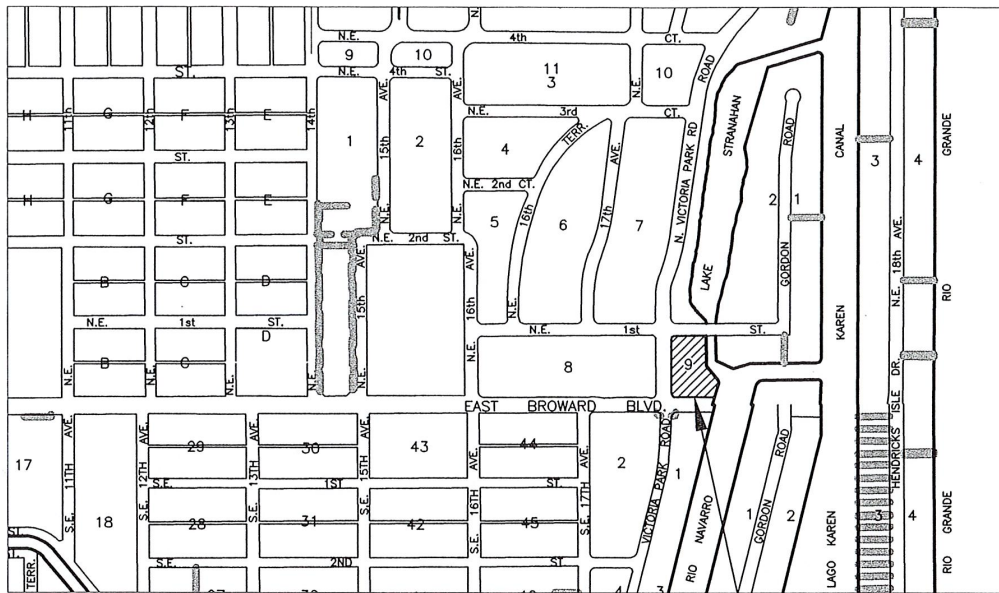 N.E. 4th CT.
N.
9
10
N.E. 4th ST.
11
3
10
N.E.
ROAD
ST.
H
G
F
E
11th
12th
13th
14th
1
AVE.
15th
N.E.
2
AVE.
16th
N.E.
N.E. 3rd CT.
4
TERR.
16th
N.E.
AVE.
17th
N. VICTORIA PARK RD
STRANAHAN
LAKE
ROAD
GORDON
2
1
CANAL
KAREN
3
4
GRANDE
RIO
N.E. 18th AVE.
ST.
H
G
F
E
N.E. 2nd CT.
5
6
7
ST.
N.E. 2nd ST.
AVE.
15th
N.E.
AVE.
16th
N.E.
B
C
D
N.E. 1st ST.
D
B
C
N.E.
N.E.
N.E.
N.E.
N.E. 1st ST.
8
9
HENDRICKS ISLE DR.
EAST BROWARD BLVD.
17
11TH AVE.
S.E.
18
12TH AVE.
S.E.
29
13TH AVE.
S.E.
30
15TH AVE.
S.E.
43
44
16TH AVE.
S.E.
17TH AVE.
S.E.
2
VICTORIA PARK ROAD
1
S.E. 1ST ST.
28
31
42
45
RIO NAVARRO
1
GORDON ROAD
2
LAGO KAREN
3
4
RIO GRANDE
S.E. 2ND ST.
ST
TERR.
3